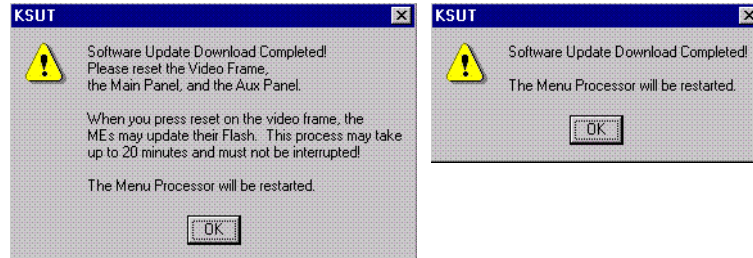 KSUT
Software Update Download Completed!
Please reset the Video Frame,
the Main Panel, and the Aux Panel.
When you press reset on the video frame, the
MEs may update their Flash. This process may take
up to 20 minutes and must not be interrupted!
The Menu Processor will be restarted.
OK
KSUT
Software Update Download Completed!
The Menu Processor will be restarted.
OK